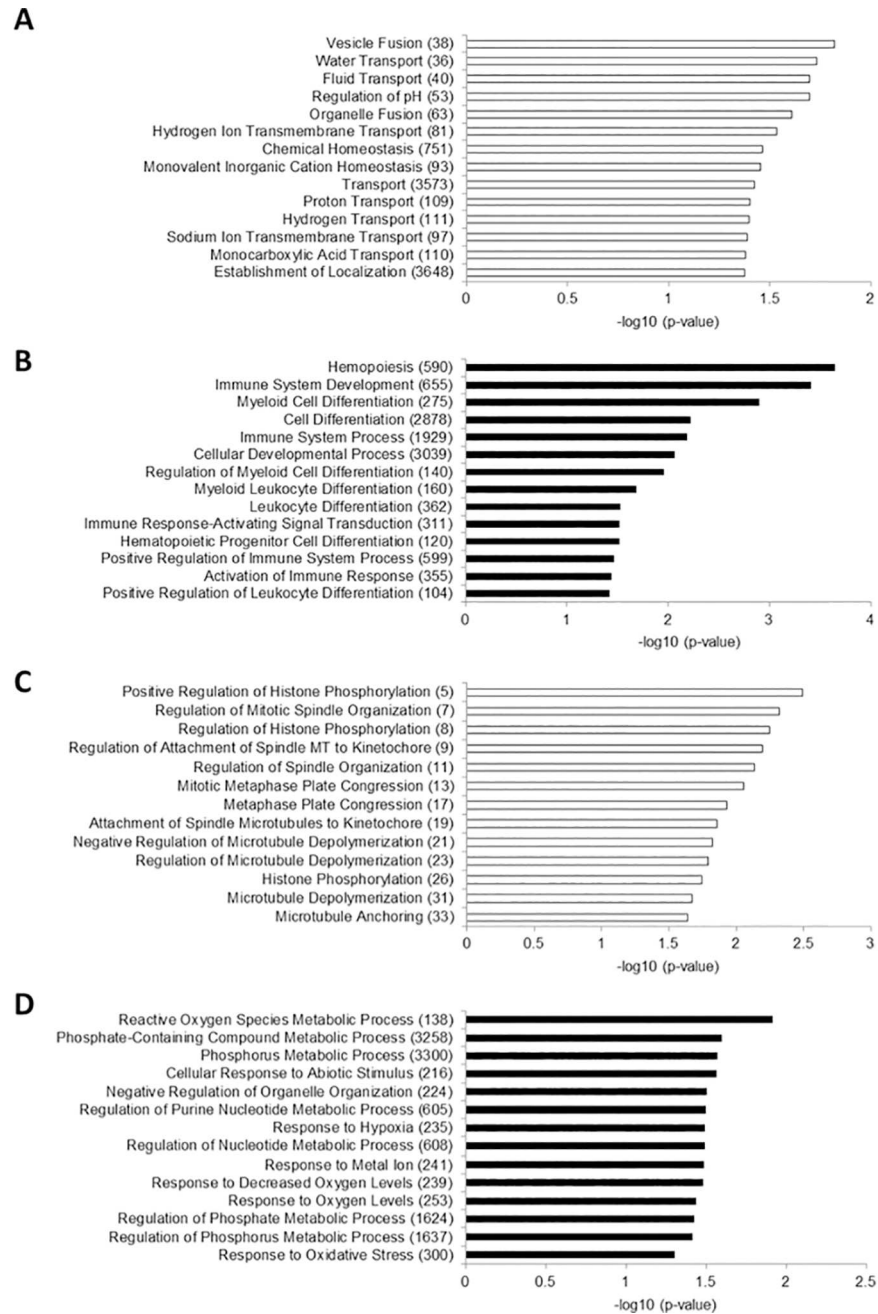 A
Vesicle Fusion (38)
Water Transport (36)
Fluid Transport (40)
Regulation of pH (53)
Organelle Fusion (63)
Hydrogen Ion Transmembrane Transport (81)
Chemical Homeostasis (751)
Monovalent Inorganic Cation Homeostasis (93)
Transport (3573)
Proton Transport (109)
Hydrogen Transport (111)
Sodium Ion Transmembrane Transport (97)
Monocarboxylic Acid Transport (110)
Establishment of Localization (3648)
0 0.5 1 1.5 2
-log10 (p-value)
B
Hemopoiesis (590)
Immune System Development (655)
Myeloid Cell Differentiation (275)
Cell Differentiation (2878)
Immune System Process (1929)
Cellular Developmental Process (3039)
Regulation of Myeloid Cell Differentiation (140)
Myeloid Leukocyte Differentiation (160)
Leukocyte Differentiation (362)
Immune Response-Activating Signal Transduction (311)
Hematopoietic Progenitor Cell Differentiation (120)
Positive Regulation of Immune System Process (599)
Activation of Immune Response (355)
Positive Regulation of Leukocyte Differentiation (104)
0 1 2 3 4
-log10 (p-value)
C
Positive Regulation of Histone Phosphorylation (5)
Regulation of Mitotic Spindle Organization (7)
Regulation of Histone Phosphorylation (8)
Regulation of Attachment of Spindle MT to Kinetochore (9)
Regulation of Spindle Organization (11)
Mitotic Metaphase Plate Congression (13)
Metaphase Plate Congression (17)
Attachment of Spindle Microtubules to Kinetochore (19)
Negative Regulation of Microtubule Depolymerization (21)
Regulation of Microtubule Depolymerization (23)
Histone Phosphorylation (26)
Microtubule Depolymerization (31)
Microtubule Anchoring (33)
0 0.5 1 1.5 2 2.5 3
-log10 (p-value)
D
Reactive Oxygen Species Metabolic Process (138)
Phosphate-Containing Compound Metabolic Process (3258)
Phosphorus Metabolic Process (3300)
Cellular Response to Abiotic Stimulus (216)
Negative Regulation of Organelle Organization (224)
Regulation of Purine Nucleotide Metabolic Process (605)
Response to Hypoxia (235)
Regulation of Nucleotide Metabolic Process (608)
Response to Metal Ion (241)
Response to Decreased Oxygen Levels (239)
Response to Oxygen Levels (253)
Regulation of Phosphate Metabolic Process (1624)
Regulation of Phosphorus Metabolic Process (1637)
Response to Oxidative Stress (300)
0 0.5 1 1.5 2 2.5
-log10 (p-value)